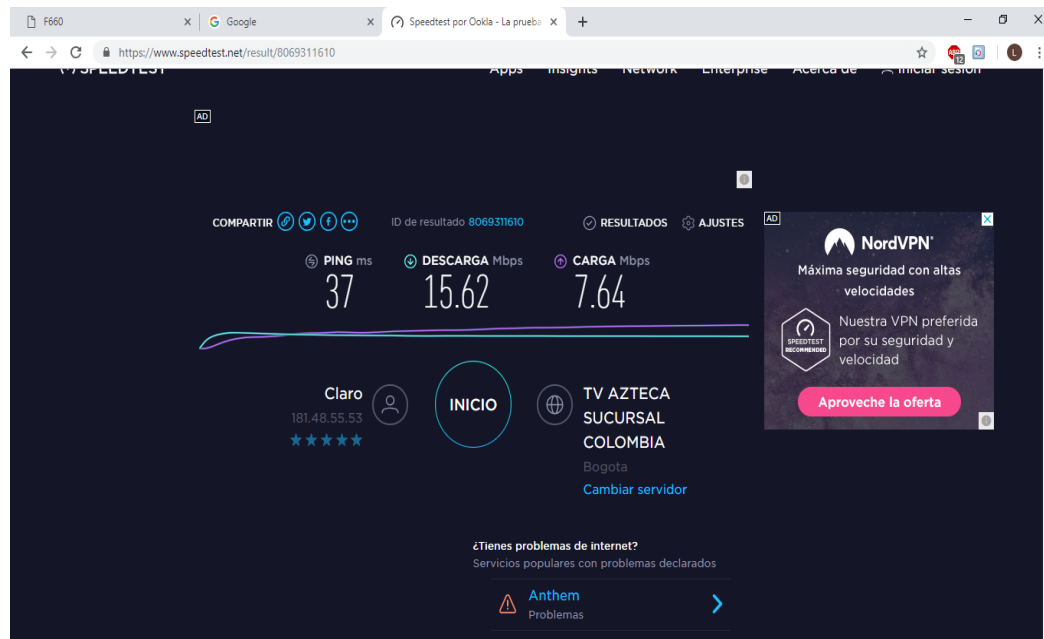 F660
Google
Speedtest por Ookla - La prueba
https://www.speedtest.net/result/8069311610
12
L
SPEEDTEST
Apps Insights Network Enterprise Acerca de Iniciar sesión
AD
COMPARTIR
ID de resultado 8069311610
RESULTADOS
AJUSTES
PING ms
37
DESCARGA Mbps
15.62
CARGA Mbps
7.64
Claro
181.48.55.53
INICIO
TV AZTECA
SUCURSAL
COLOMBIA
Bogota
Cambiar servidor
AD
NordVPN
Máxima seguridad con altas
velocidades
SPEEDTEST
RECOMMENDED
Nuestra VPN preferida
por su seguridad y
velocidad
Aproveche la oferta
¿Tienes problemas de internet?
Servicios populares con problemas declarados
Anthem
Problemas